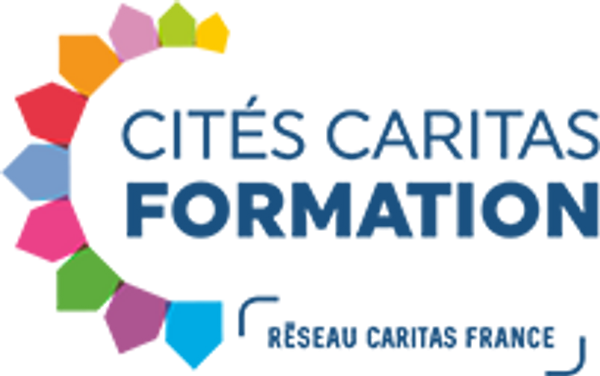 CITÉS CARITAS
FORMATION
RÉSEAU CARITAS FRANCE